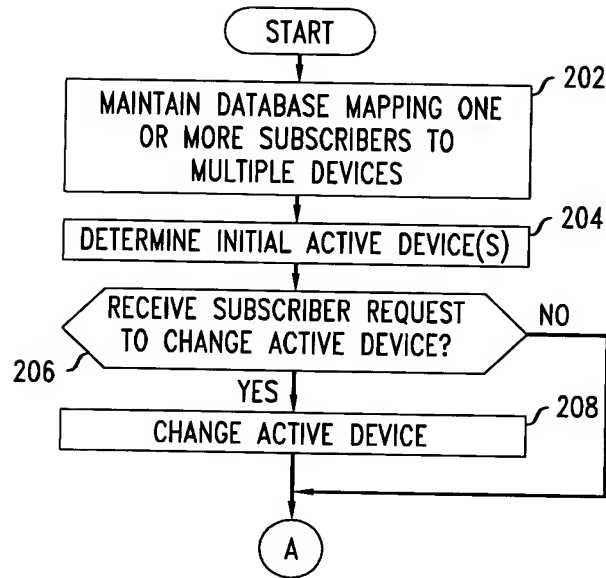 START
202
MAINTAIN DATABASE MAPPING ONE
OR MORE SUBSCRIBERS TO
MULTIPLE DEVICES
204
DETERMINE INITIAL ACTIVE DEVICE(S)
RECEIVE SUBSCRIBER REQUEST
TO CHANGE ACTIVE DEVICE?
NO
206
YES
208
CHANGE ACTIVE DEVICE
A